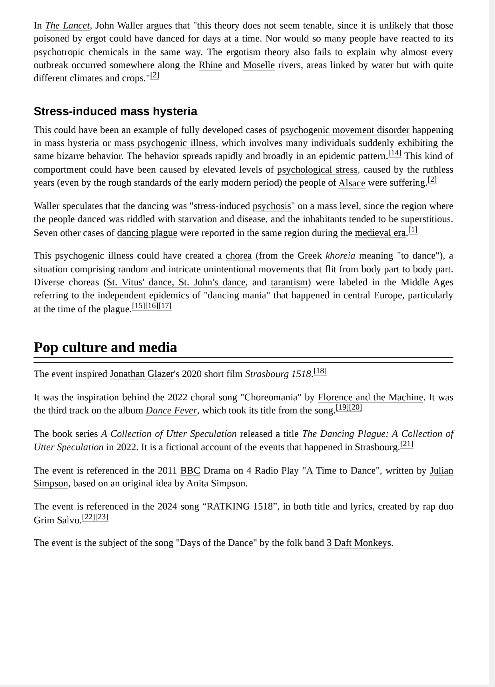 In The Lancet, John Waller argues that "this theory does not seem tenable, since it is unlikely that those
poisoned by ergot could have danced for days at a time. Nor would so many people have reacted to its
psychotropic chemicals in the same way. The ergotism theory also fails to explain why almost every
outbreak occurred somewhere along the Rhine and Moselle rivers, areas linked by water but with quite
different climates and crops."[2]
Stress-induced mass hysteria
This could have been an example of fully developed cases of psychogenic movement disorder happening
in mass hysteria or mass psychogenic illness, which involves many individuals suddenly exhibiting the
same bizarre behavior. The behavior spreads rapidly and broadly in an epidemic pattern.[14] This kind of
comportment could have been caused by elevated levels of psychological stress, caused by the ruthless
years (even by the rough standards of the early modern period) the people of Alsace were suffering.[2]
Waller speculates that the dancing was "stress-induced psychosis" on a mass level, since the region where
the people danced was riddled with starvation and disease, and the inhabitants tended to be superstitious.
Seven other cases of dancing plague were reported in the same region during the medieval era.[1]
This psychogenic illness could have created a chorea (from the Greek khoreia meaning "to dance"), a
situation comprising random and intricate unintentional movements that flit from body part to body part.
Diverse choreas (St. Vitus' dance, St. John's dance, and tarantism) were labeled in the Middle Ages
referring to the independent epidemics of "dancing mania" that happened in central Europe, particularly
at the time of the plague.[15][16][17]
Pop culture and media
The event inspired Jonathan Glazer's 2020 short film Strasbourg 1518.[18]
It was the inspiration behind the 2022 choral song "Choreomania" by Florence and the Machine. It was
the third track on the album Dance Fever, which took its title from the song.[19][20]
The book series A Collection of Utter Speculation released a title The Dancing Plague: A Collection of
Utter Speculation in 2022. It is a fictional account of the events that happened in Strasbourg.[21]
The event is referenced in the 2011 BBC Drama on 4 Radio Play "A Time to Dance", written by Julian
Simpson, based on an original idea by Anita Simpson.
The event is referenced in the 2024 song “RATKING 1518”, in both title and lyrics, created by rap duo
Grim Salvo.[22][23]
The event is the subject of the song "Days of the Dance" by the folk band 3 Daft Monkeys.